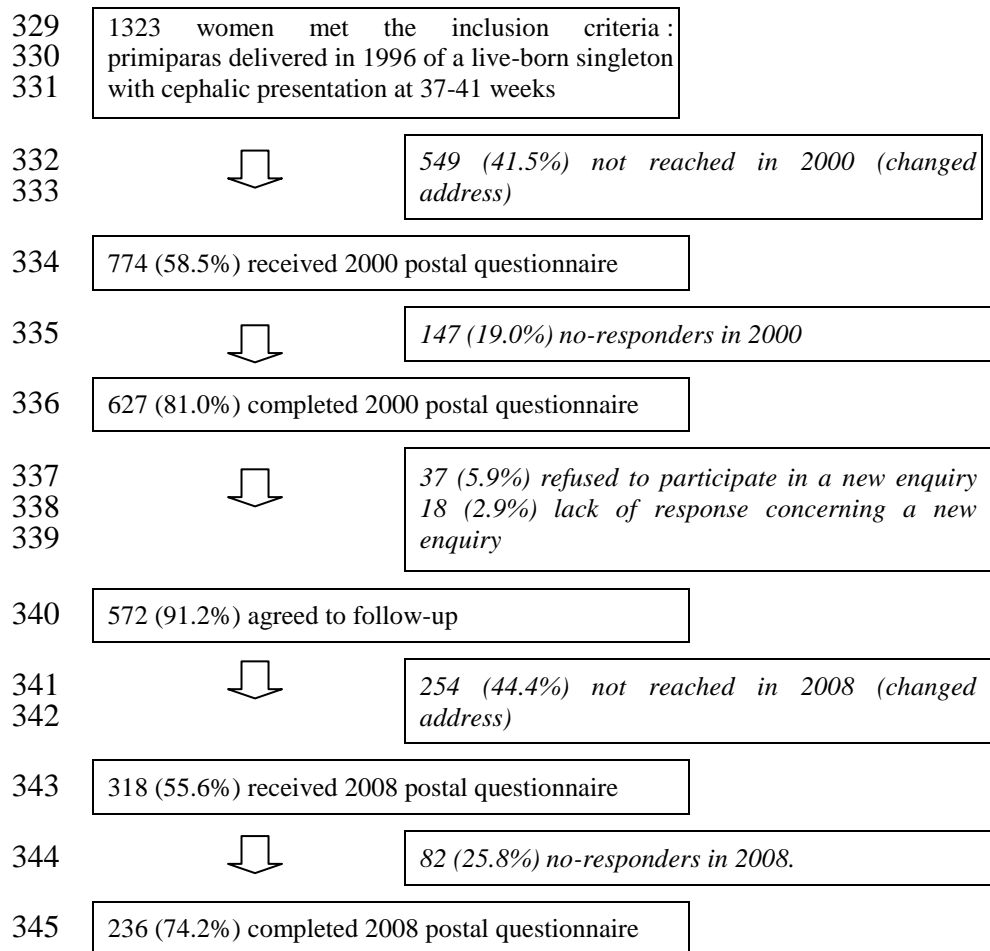 329 1323 women met the inclusion criteria :
330 primiparas delivered in 1996 of a live-born singleton
331 with cephalic presentation at 37-41 weeks
332 549 (41.5%) not reached in 2000 (changed
333 address)
334 774 (58.5%) received 2000 postal questionnaire
335 147 (19.0%) no-responders in 2000
336 627 (81.0%) completed 2000 postal questionnaire
337 37 (5.9%) refused to participate in a new enquiry
338 18 (2.9%) lack of response concerning a new
339 enquiry
340 572 (91.2%) agreed to follow-up
341 254 (44.4%) not reached in 2008 (changed
342 address)
343 318 (55.6%) received 2008 postal questionnaire
344 82 (25.8%) no-responders in 2008.
345 236 (74.2%) completed 2008 postal questionnaire